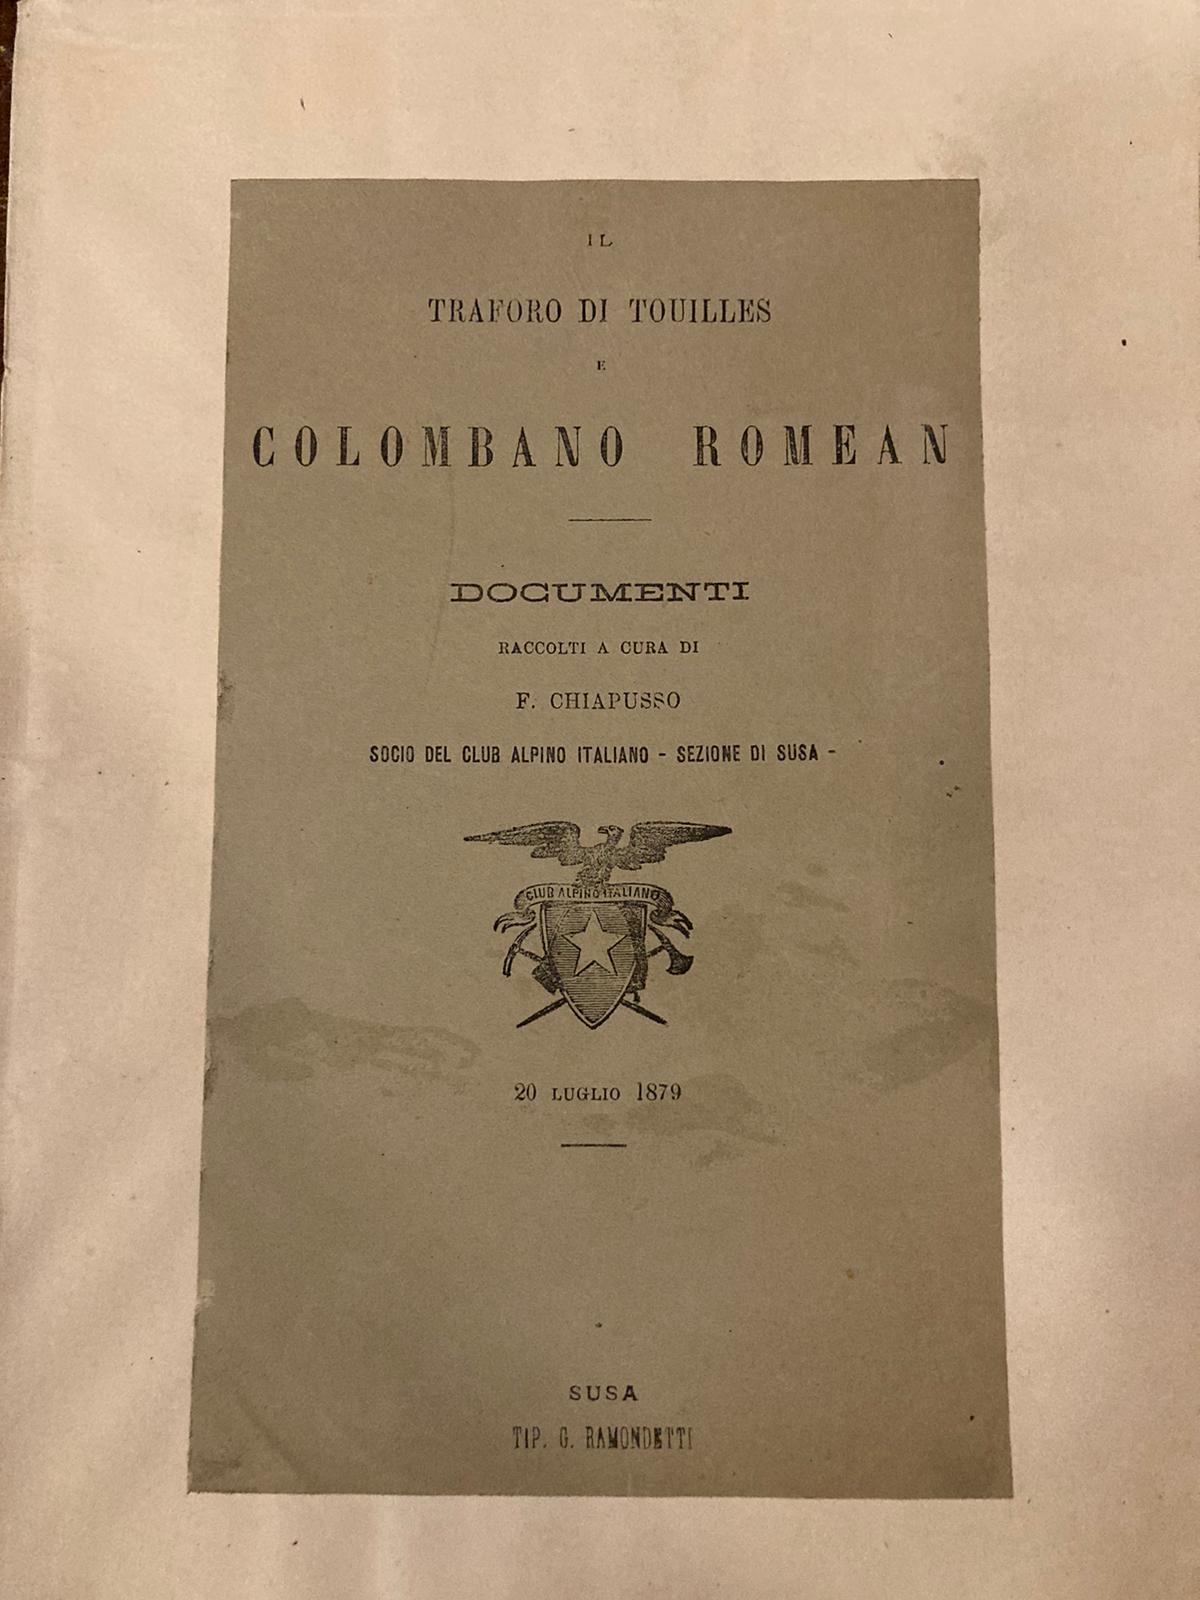 IL
TRAFORO DI TOUILLES
E
COLOMBANO ROMEAN
DOCUMENTI
RACCOLTI A CURA DI
F. CHIAPUSSO
SOCIO DEL CLUB ALPINO ITALIANO - SEZIONE DI SUSA -
CLUB ALPINO ITALIANO
20 LUGLIO 1879
SUSA
TIP. G. RAMONDETTI